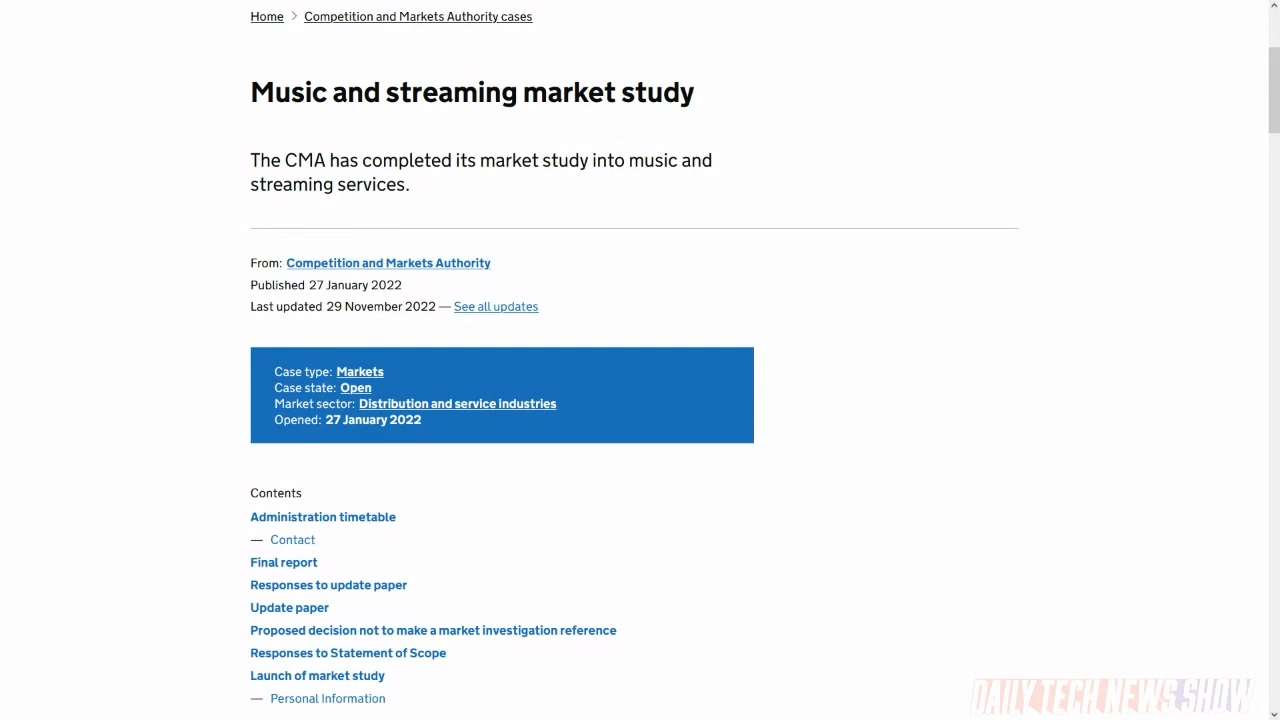 Home > Competition and Markets Authority cases
Music and streaming market study
The CMA has completed its market study into music and
streaming services.
From: Competition and Markets Authority
Published 27 January 2022
Last updated 29 November 2022 — See all updates
Case type: Markets
Case state: Open
Market sector: Distribution and service industries
Opened: 27 January 2022
Contents
Administration timetable
— Contact
Final report
Responses to update paper
Update paper
Proposed decision not to make a market investigation reference
Responses to Statement of Scope
Launch of market study
— Personal Information
DAILY TECH NEWS SHOW